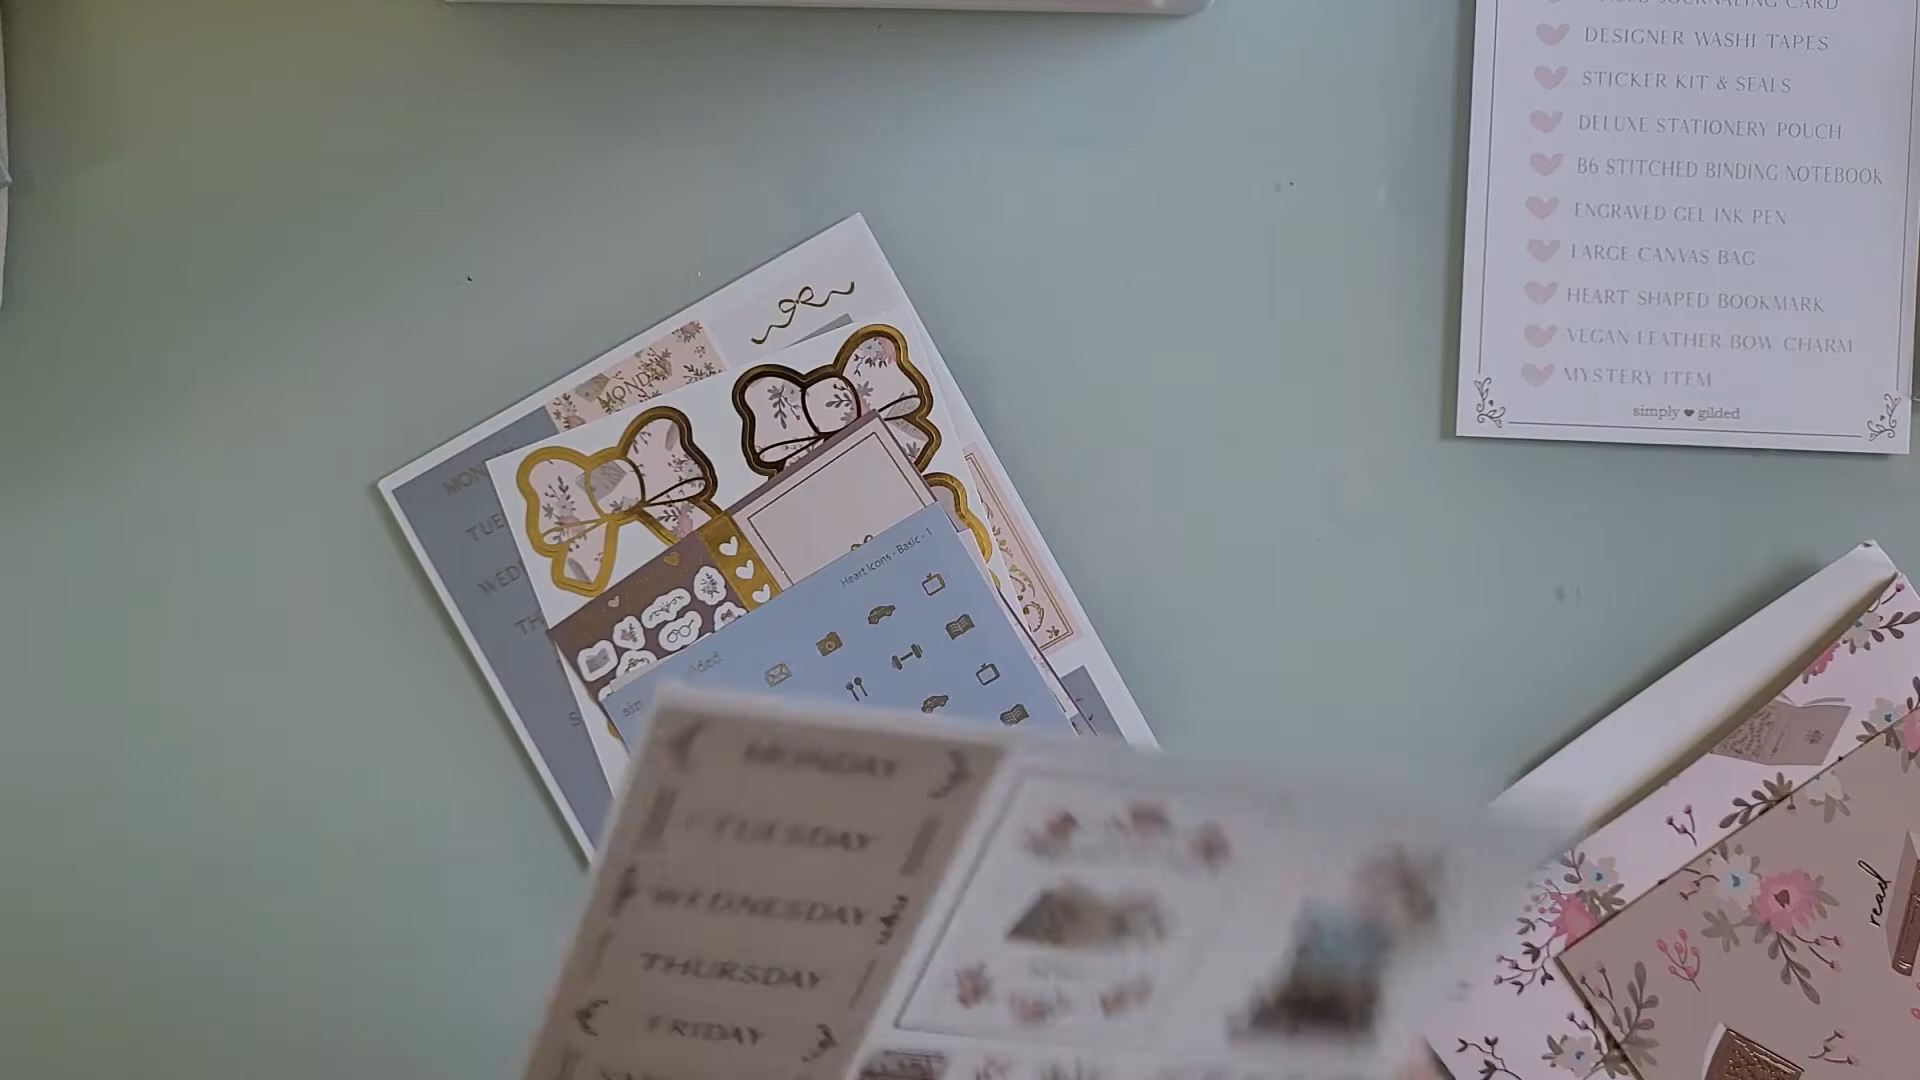 JOURNALING CARD
DESIGNER WASHI TAPES
STICKER KIT & SEALS
DELUXE STATIONERY POUCH
B6 STITCHED BINDING NOTEBOOK
ENGRAVED GEL INK PEN
LARGE CANVAS BAG
HEART SHAPED BOOKMARK
VEGAN LEATHER BOW CHARM
MYSTERY ITEM
simply gilded
MONDAY
Heart Icons - Basic - 1
MONDAY
TUESDAY
WEDNESDAY
THURSDAY
FRIDAY
read